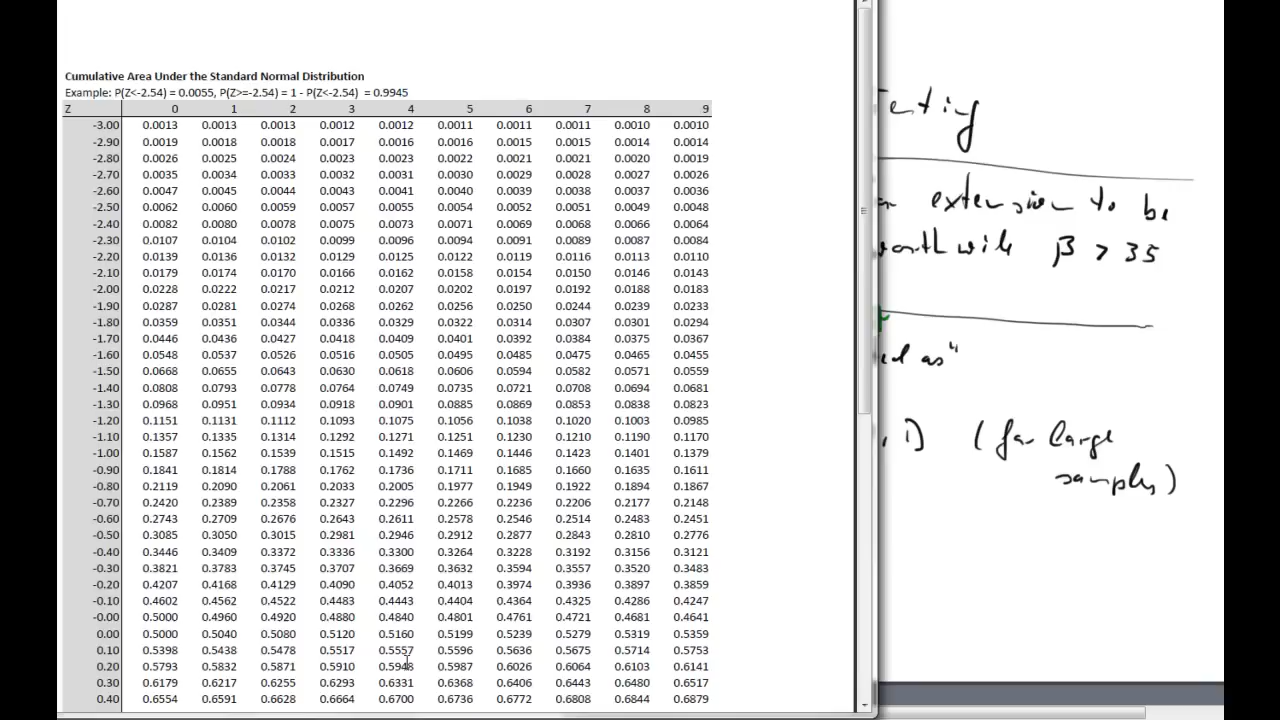 Cumulative Area Under the Standard Normal Distribution
Example: P(Z<-2.54) = 0.0055, P(Z>=-2.54) = 1 - P(Z<-2.54) = 0.9945
Z 0 1 2 3 4 5 6 7 8 9
-3.00 0.0013 0.0013 0.0013 0.0012 0.0012 0.0011 0.0011 0.0011 0.0010 0.0010
-2.90 0.0019 0.0018 0.0018 0.0017 0.0016 0.0016 0.0015 0.0015 0.0014 0.0014
-2.80 0.0026 0.0025 0.0024 0.0023 0.0023 0.0022 0.0021 0.0021 0.0020 0.0019
-2.70 0.0035 0.0034 0.0033 0.0032 0.0031 0.0030 0.0029 0.0028 0.0027 0.0026
-2.60 0.0047 0.0045 0.0044 0.0043 0.0041 0.0040 0.0039 0.0038 0.0037 0.0036
-2.50 0.0062 0.0060 0.0059 0.0057 0.0055 0.0054 0.0052 0.0051 0.0049 0.0048
-2.40 0.0082 0.0080 0.0078 0.0075 0.0073 0.0071 0.0069 0.0068 0.0066 0.0064
-2.30 0.0107 0.0104 0.0102 0.0099 0.0096 0.0094 0.0091 0.0089 0.0087 0.0084
-2.20 0.0139 0.0136 0.0132 0.0129 0.0125 0.0122 0.0119 0.0116 0.0113 0.0110
-2.10 0.0179 0.0174 0.0170 0.0166 0.0162 0.0158 0.0154 0.0150 0.0146 0.0143
-2.00 0.0228 0.0222 0.0217 0.0212 0.0207 0.0202 0.0197 0.0192 0.0188 0.0183
-1.90 0.0287 0.0281 0.0274 0.0268 0.0262 0.0256 0.0250 0.0244 0.0239 0.0233
-1.80 0.0359 0.0351 0.0344 0.0336 0.0329 0.0322 0.0314 0.0307 0.0301 0.0294
-1.70 0.0446 0.0436 0.0427 0.0418 0.0409 0.0401 0.0392 0.0384 0.0375 0.0367
-1.60 0.0548 0.0537 0.0526 0.0516 0.0505 0.0495 0.0485 0.0475 0.0465 0.0455
-1.50 0.0668 0.0655 0.0643 0.0630 0.0618 0.0606 0.0594 0.0582 0.0571 0.0559
-1.40 0.0808 0.0793 0.0778 0.0764 0.0749 0.0735 0.0721 0.0708 0.0694 0.0681
-1.30 0.0968 0.0951 0.0934 0.0918 0.0901 0.0885 0.0869 0.0853 0.0838 0.0823
-1.20 0.1151 0.1131 0.1112 0.1093 0.1075 0.1056 0.1038 0.1020 0.1003 0.0985
-1.10 0.1357 0.1335 0.1314 0.1292 0.1271 0.1251 0.1230 0.1210 0.1190 0.1170
-1.00 0.1587 0.1562 0.1539 0.1515 0.1492 0.1469 0.1446 0.1423 0.1401 0.1379
-0.90 0.1841 0.1814 0.1788 0.1762 0.1736 0.1711 0.1685 0.1660 0.1635 0.1611
-0.80 0.2119 0.2090 0.2061 0.2033 0.2005 0.1977 0.1949 0.1922 0.1894 0.1867
-0.70 0.2420 0.2389 0.2358 0.2327 0.2296 0.2266 0.2236 0.2206 0.2177 0.2148
-0.60 0.2743 0.2709 0.2676 0.2643 0.2611 0.2578 0.2546 0.2514 0.2483 0.2451
-0.50 0.3085 0.3050 0.3015 0.2981 0.2946 0.2912 0.2877 0.2843 0.2810 0.2776
-0.40 0.3446 0.3409 0.3372 0.3336 0.3300 0.3264 0.3228 0.3192 0.3156 0.3121
-0.30 0.3821 0.3783 0.3745 0.3707 0.3669 0.3632 0.3594 0.3557 0.3520 0.3483
-0.20 0.4207 0.4168 0.4129 0.4090 0.4052 0.4013 0.3974 0.3936 0.3897 0.3859
-0.10 0.4602 0.4562 0.4522 0.4483 0.4443 0.4404 0.4364 0.4325 0.4286 0.4247
-0.00 0.5000 0.4960 0.4920 0.4880 0.4840 0.4801 0.4761 0.4721 0.4681 0.4641
0.00 0.5000 0.5040 0.5080 0.5120 0.5160 0.5199 0.5239 0.5279 0.5319 0.5359
0.10 0.5398 0.5438 0.5478 0.5517 0.5557 0.5596 0.5636 0.5675 0.5714 0.5753
0.20 0.5793 0.5832 0.5871 0.5910 0.5948 0.5987 0.6026 0.6064 0.6103 0.6141
0.30 0.6179 0.6217 0.6255 0.6293 0.6331 0.6368 0.6406 0.6443 0.6480 0.6517
0.40 0.6554 0.6591 0.6628 0.6664 0.6700 0.6736 0.6772 0.6808 0.6844 0.6879
esting
extension to be
β > 35
as"
, 1) (for large
samples)